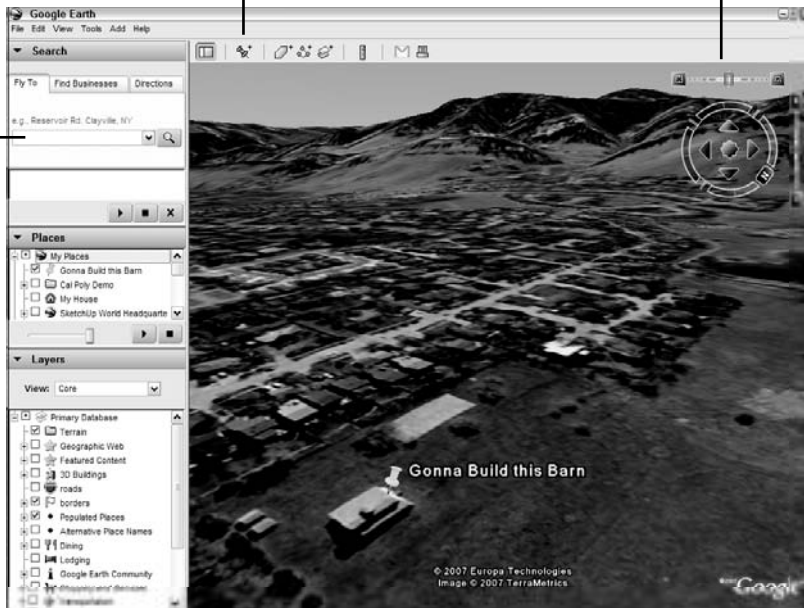 Google Earth
File Edit View Tools Add Help
Search
Fly To Find Businesses Directions
e.g., Reservoir Rd. Clayville, NY
Places
My Places
Gonna Build this Barn
Cal Poly Demo
My House
SketchUp World Headquarte
Layers
View: Core
Primary Database
Terrain
Geographic Web
Featured Content
3D Buildings
roads
borders
Populated Places
Alternative Place Names
Dining
Lodging
Google Earth Community
Transportation
N
Gonna Build this Barn
© 2007 Europa Technologies
Image © 2007 TerraMetrics
Googl